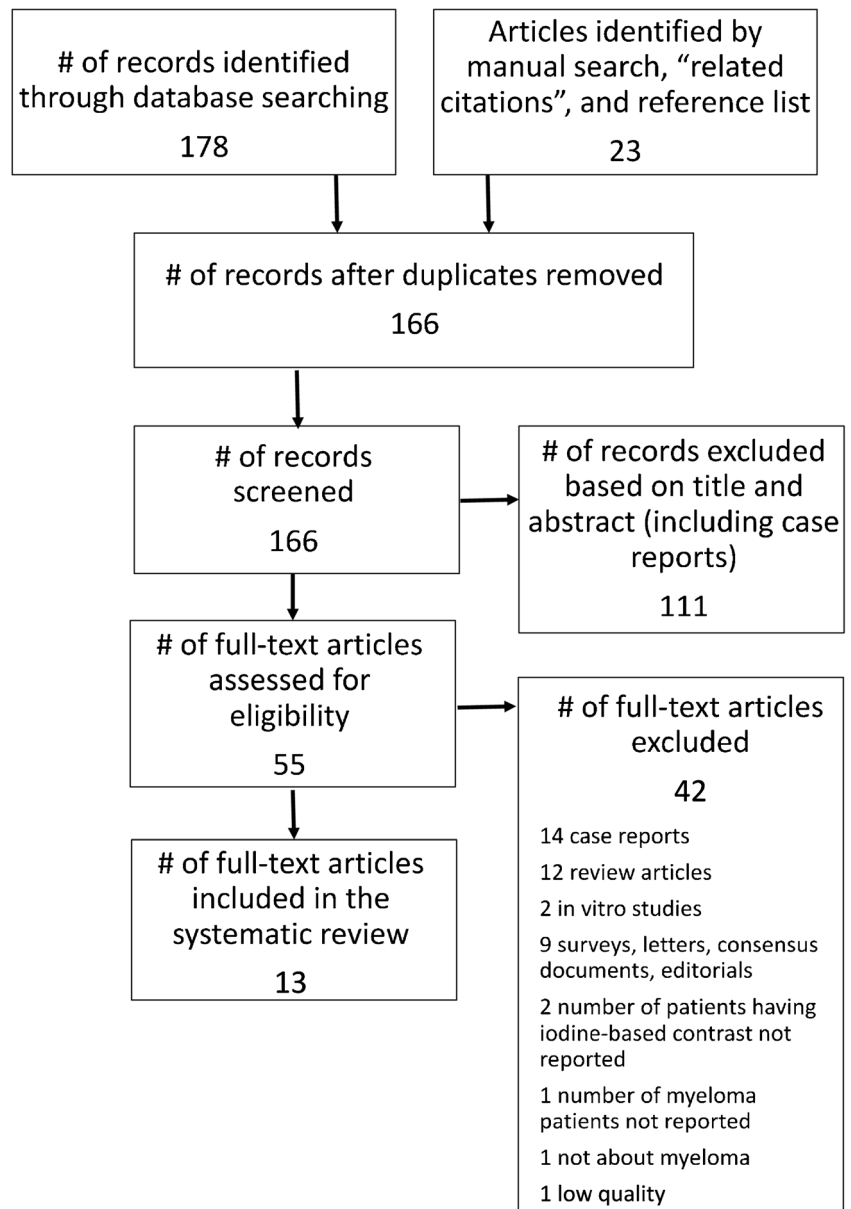 # of records identified
through database searching
178
Articles identified by
manual search, “related
citations”, and reference list
23
# of records after duplicates removed
166
# of records
screened
166
# of records excluded
based on title and
abstract (including case
reports)
111
# of full-text articles
assessed for
eligibility
55
# of full-text articles
excluded
42
14 case reports
12 review articles
2 in vitro studies
9 surveys, letters, consensus
documents, editorials
2 number of patients having
iodine-based contrast not
reported
1 number of myeloma
patients not reported
1 not about myeloma
1 low quality
# of full-text articles
included in the
systematic review
13